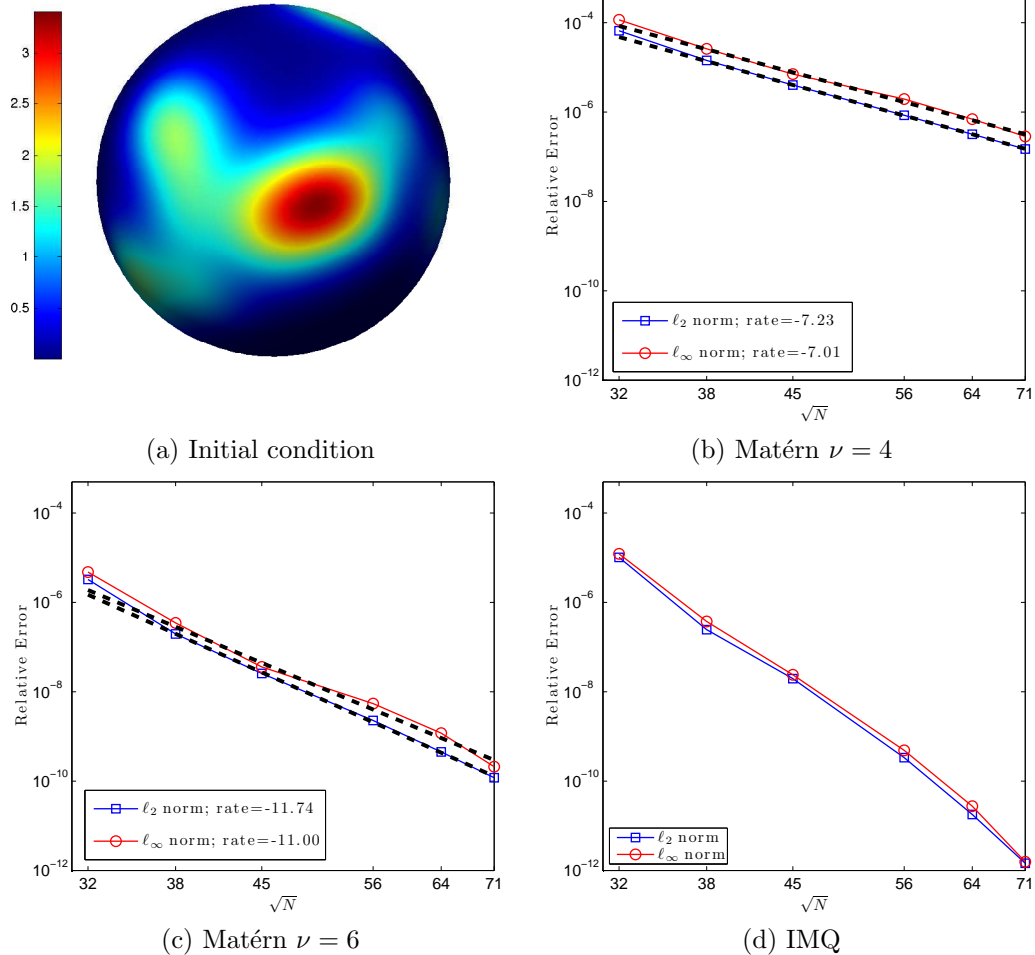 3
2.5
2
1.5
1
0.5
(a) Initial condition
Relative Error
10⁻⁴
10⁻⁶
10⁻⁸
10⁻¹⁰
10⁻¹²
ℓ₂ norm; rate=-7.23
ℓ∞ norm; rate=-7.01
32 38 45 56 64 71
√N
(b) Matérn ν = 4
Relative Error
10⁻⁴
10⁻⁶
10⁻⁸
10⁻¹⁰
10⁻¹²
ℓ₂ norm; rate=-11.74
ℓ∞ norm; rate=-11.00
32 38 45 56 64 71
√N
(c) Matérn ν = 6
Relative Error
10⁻⁴
10⁻⁶
10⁻⁸
10⁻¹⁰
10⁻¹²
ℓ₂ norm
ℓ∞ norm
32 38 45 56 64 71
√N
(d) IMQ